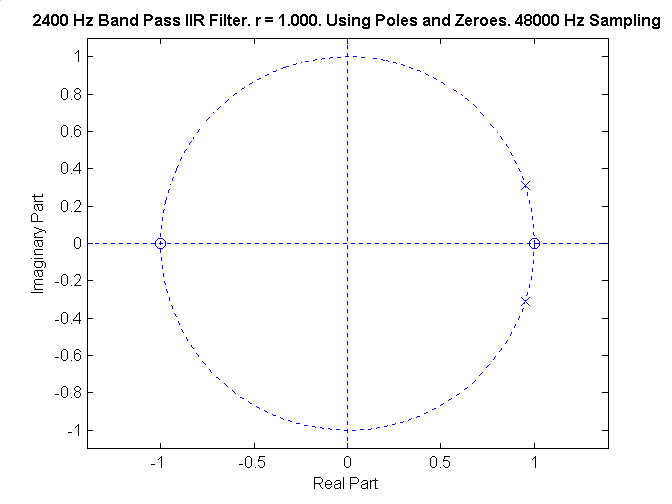 2400 Hz Band Pass IIR Filter. r = 1.000. Using Poles and Zeroes. 48000 Hz Sampling
1
0.8
0.6
0.4
0.2
0
-0.2
-0.4
-0.6
-0.8
-1
Imaginary Part
-1 -0.5 0 0.5 1
Real Part